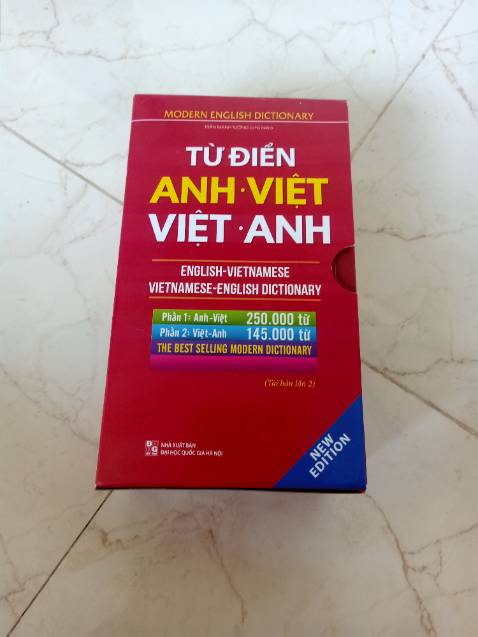 MODERN ENGLISH DICTIONARY
TỪ ĐIỂN
ANH·VIỆT
VIỆT·ANH
ENGLISH-VIETNAMESE
VIETNAMESE-ENGLISH DICTIONARY
Phần 1: Anh-Việt 250.000 từ
Phần 2: Việt-Anh 145.000 từ
THE BEST SELLING MODERN DICTIONARY
(Tái bản lần 2)
NEW
EDITION
NHÀ XUẤT BẢN
ĐẠI HỌC QUỐC GIA HÀ NỘI